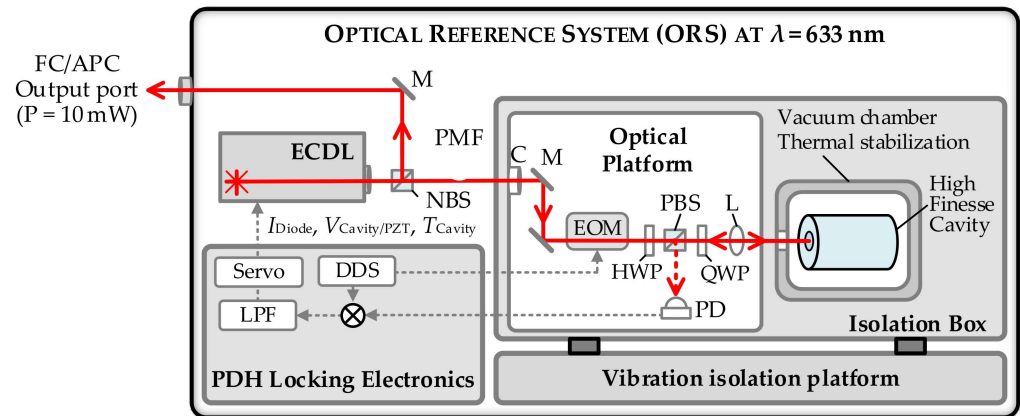 OPTICAL REFERENCE SYSTEM (ORS) AT λ = 633 nm
FC/APC
Output port
(P = 10 mW)
M
ECDL
PMF
NBS
C
M
Optical
Platform
Vacuum chamber
Thermal stabilization
High
Finesse
Cavity
EOM
PBS
L
HWP
QWP
PD
I_Diode, V_Cavity/PZT, T_Cavity
Servo
DDS
LPF
PDH Locking Electronics
Isolation Box
Vibration isolation platform